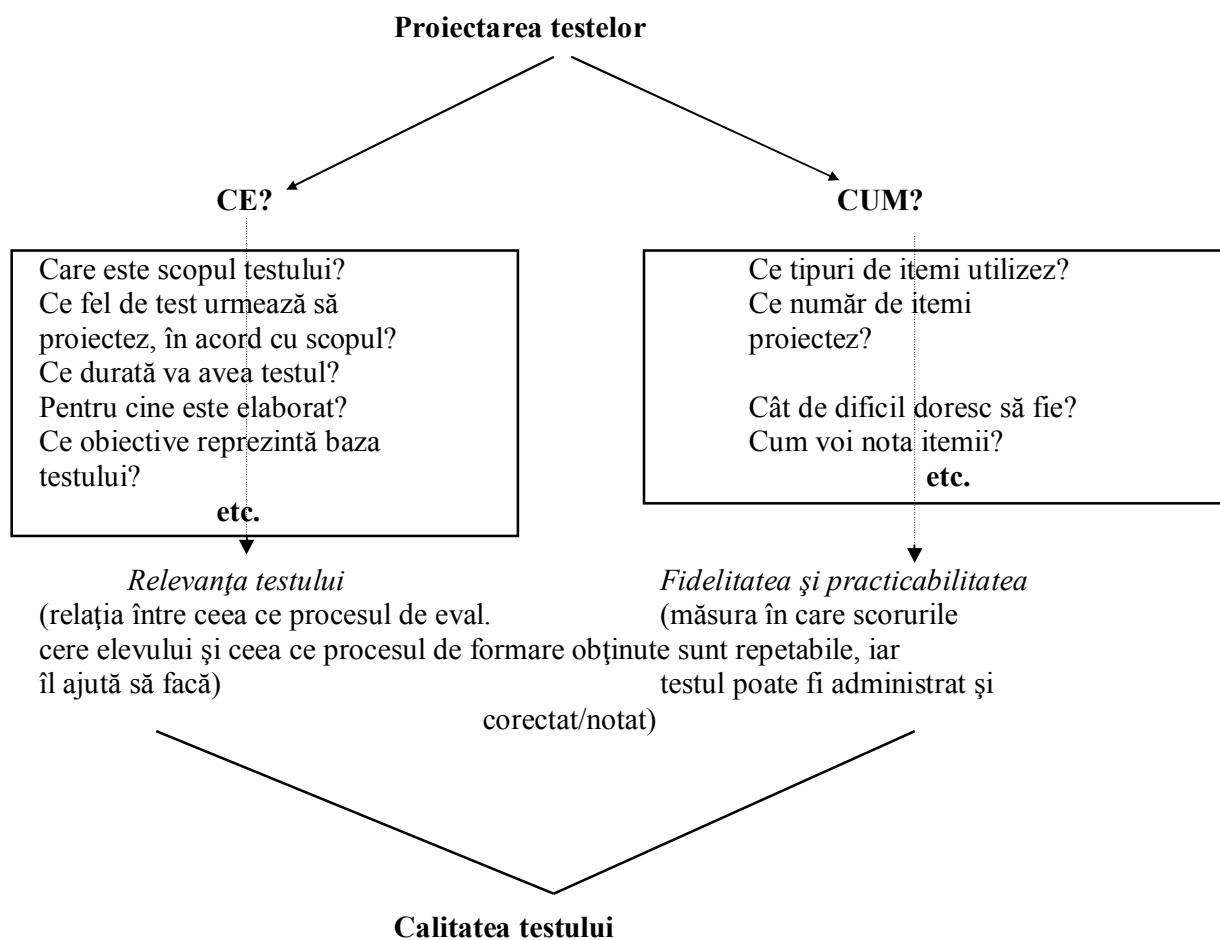 Proiectarea testelor
CE?
CUM?
Care este scopul testului?
Ce fel de test urmează să
proiectez, în acord cu scopul?
Ce durată va avea testul?
Pentru cine este elaborat?
Ce obiective reprezintă baza
testului?
etc.
Ce tipuri de itemi utilizez?
Ce număr de itemi
proiectez?
Cât de dificil doresc să fie?
Cum voi nota itemii?
etc.
Relevanţa testului
Fidelitatea şi practicabilitatea
(relaţia între ceea ce procesul de eval.
(măsura în care scorurile
cere elevului şi ceea ce procesul de formare obţinute sunt repetabile, iar
îl ajută să facă)
testul poate fi administrat şi
corectat/notat)
Calitatea testului